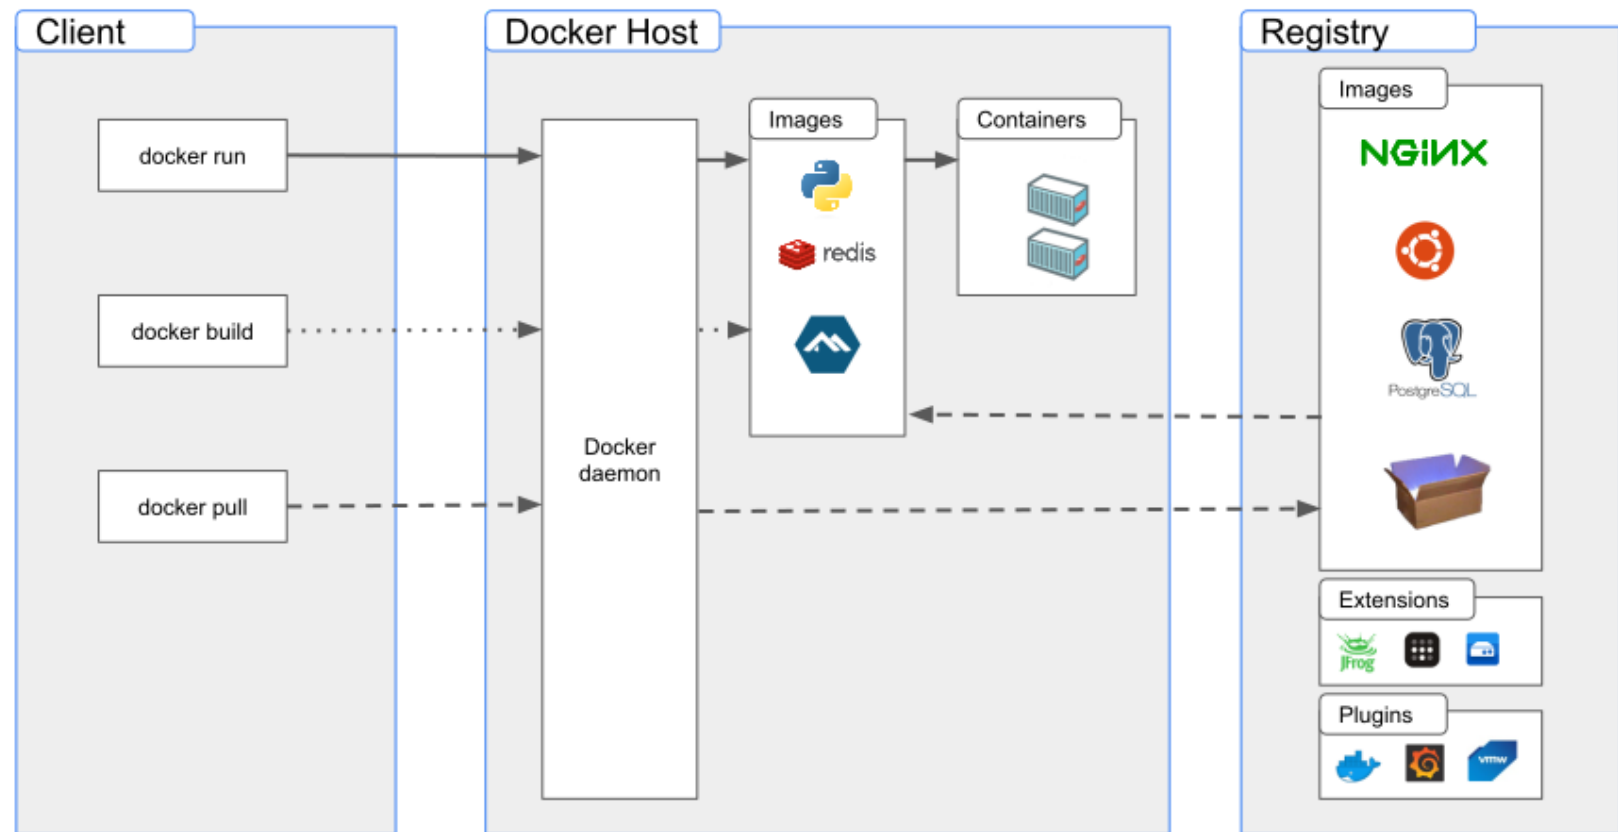 Client
docker run
docker build
docker pull
Docker Host
Docker
daemon
Images
redis
Containers
Registry
Images
NGiNX
PostgreSQL
Extensions
JFrog
Plugins
vmw